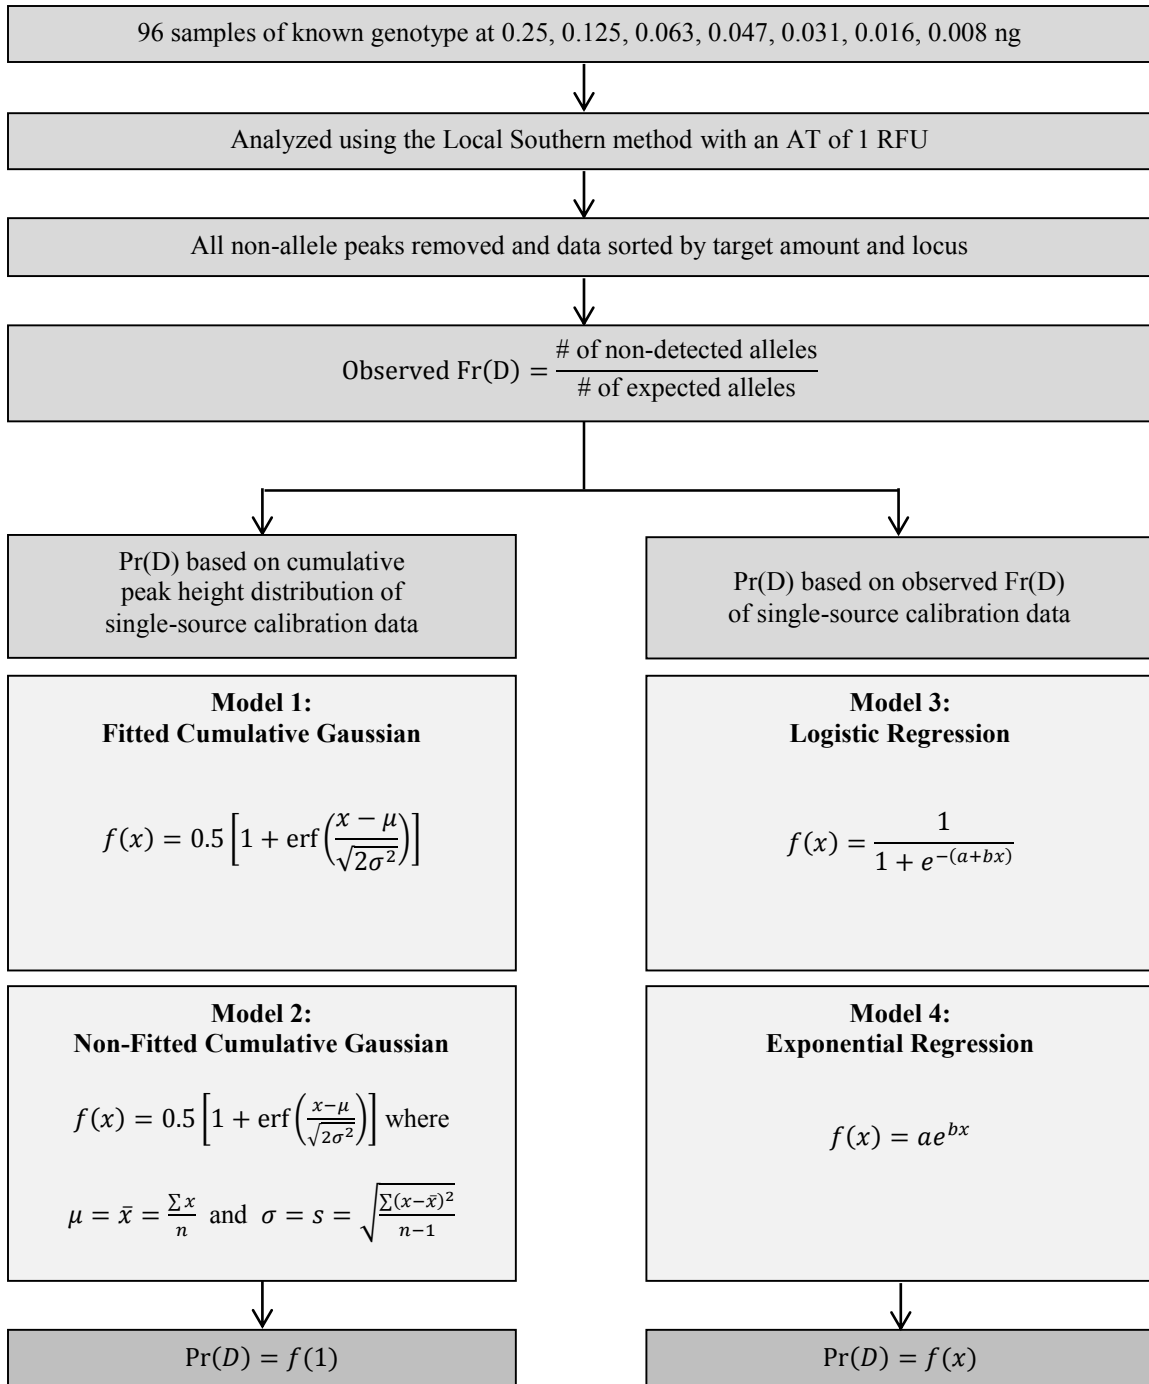 96 samples of known genotype at 0.25, 0.125, 0.063, 0.047, 0.031, 0.016, 0.008 ng
Analyzed using the Local Southern method with an AT of 1 RFU
All non-allele peaks removed and data sorted by target amount and locus
Observed Fr(D) = # of non-detected alleles / # of expected alleles
Pr(D) based on cumulative
peak height distribution of
single-source calibration data
Model 1:
Fitted Cumulative Gaussian
f(x) = 0.5 [1 + erf((x − μ)/√(2σ²))]
Model 2:
Non-Fitted Cumulative Gaussian
f(x) = 0.5 [1 + erf((x−μ)/√(2σ²))] where
μ = x̄ = ∑x/n and σ = s = √(∑(x−x̄)²/(n−1))
Pr(D) = f(1)
Pr(D) based on observed Fr(D)
of single-source calibration data
Model 3:
Logistic Regression
f(x) = 1/(1 + e^−(a+bx))
Model 4:
Exponential Regression
f(x) = ae^bx
Pr(D) = f(x)